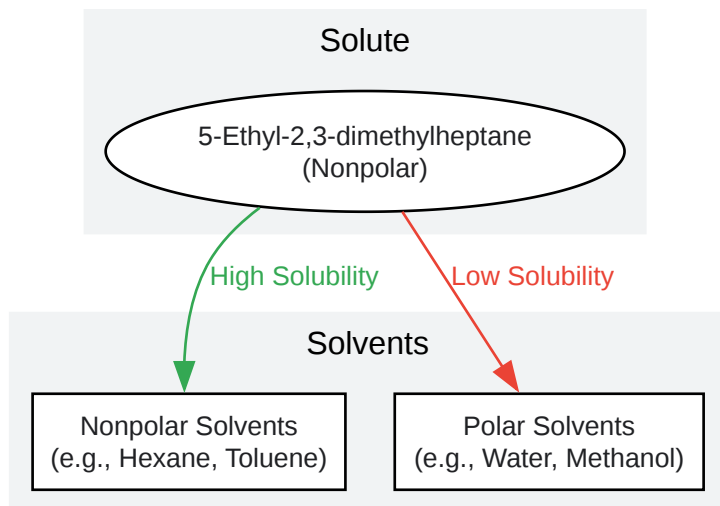 Solute
5-Ethyl-2,3-dimethylheptane
(Nonpolar)
High Solubility
Low Solubility
Solvents
Nonpolar Solvents
(e.g., Hexane, Toluene)
Polar Solvents
(e.g., Water, Methanol)